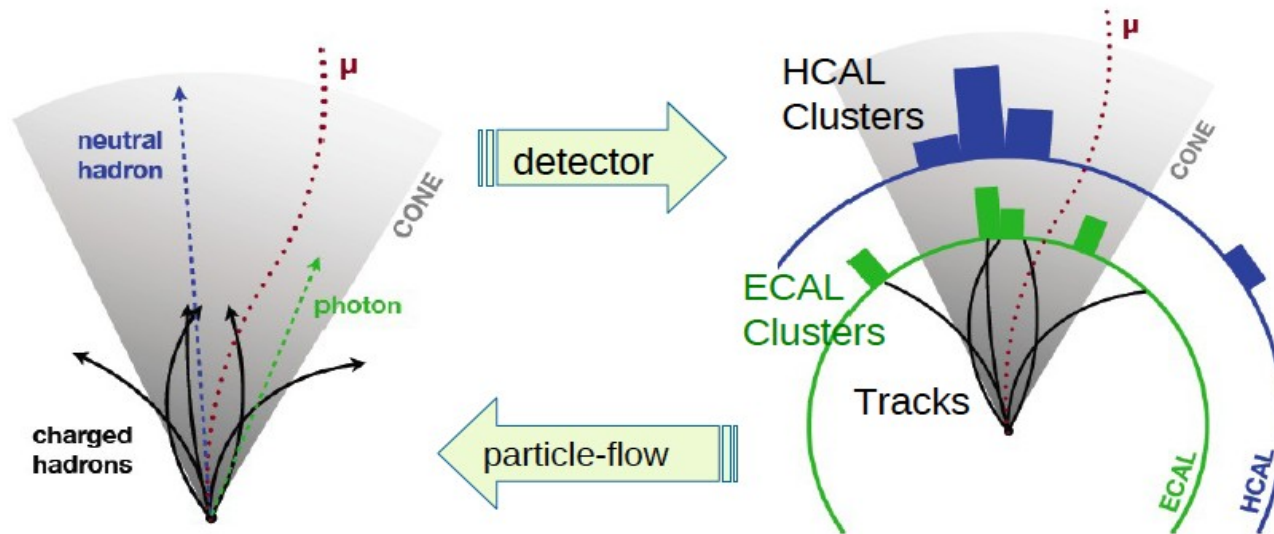 μ
neutral
hadron
CONE
photon
charged
hadrons
detector
particle-flow
μ
HCAL
Clusters
CONE
ECAL
Clusters
Tracks
ECAL
HCAL